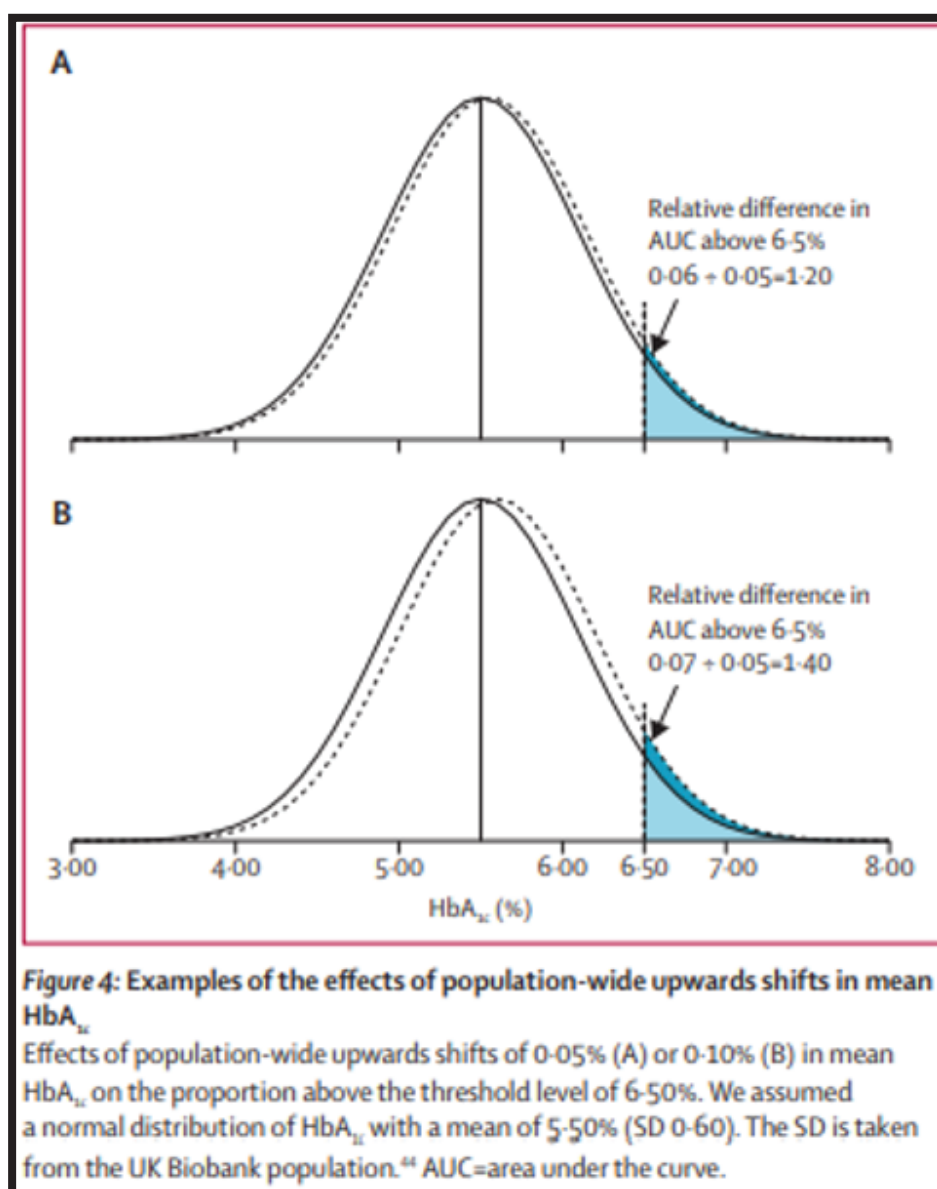 A
Relative difference in
AUC above 6·5%
0·06 ÷ 0·05=1·20
B
Relative difference in
AUC above 6·5%
0·07 ÷ 0·05=1·40
3·00 4·00 5·00 6·00 6·50 7·00 8·00
HbA₁c (%)
Figure 4: Examples of the effects of population-wide upwards shifts in mean
HbA₁c
Effects of population-wide upwards shifts of 0·05% (A) or 0·10% (B) in mean
HbA₁c on the proportion above the threshold level of 6·50%. We assumed
a normal distribution of HbA₁c with a mean of 5·50% (SD 0·60). The SD is taken
from the UK Biobank population.⁴⁴ AUC=area under the curve.